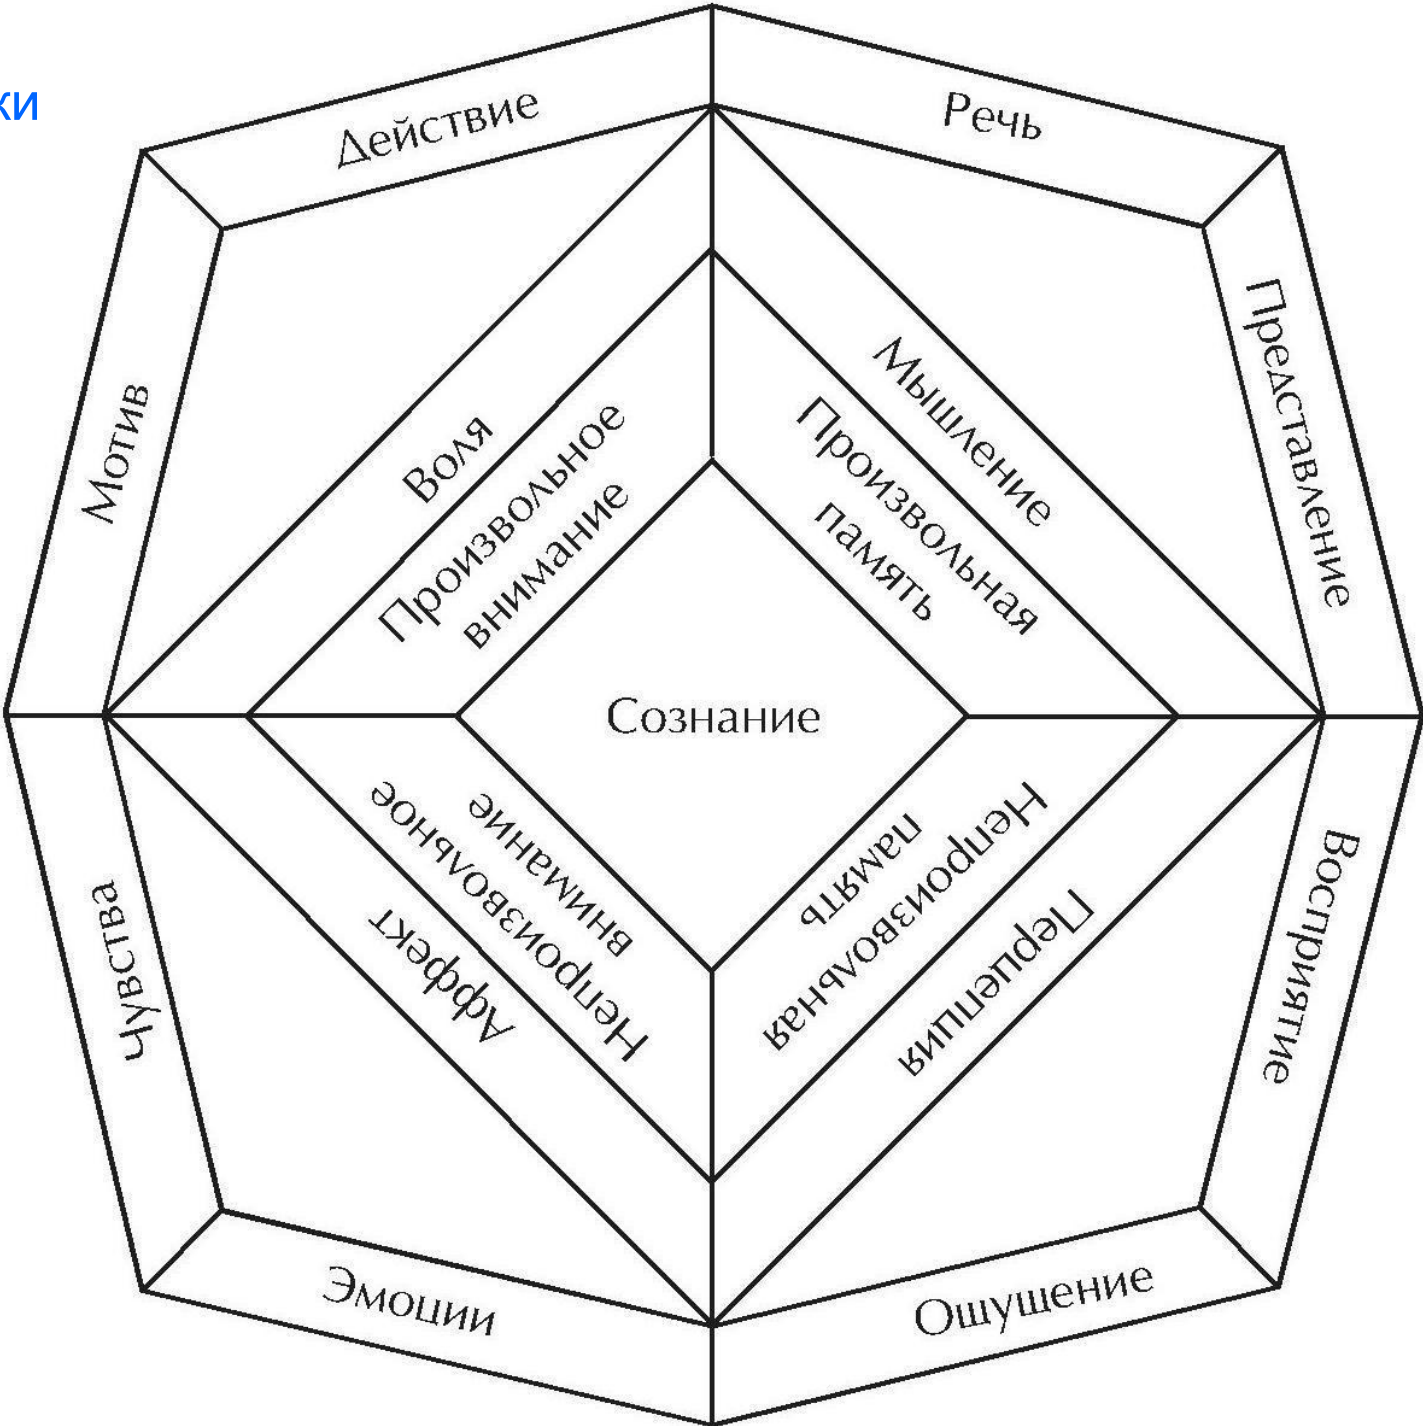 ки
Действие
Речь
Мотив
Представление
Воля
Мышление
Произвольное
внимание
Произвольная
память
Сознание
Непроизвольное
внимание
Непроизвольная
память
Аффект
Перцепция
Чувства
Восприятие
Эмоции
Ощущение